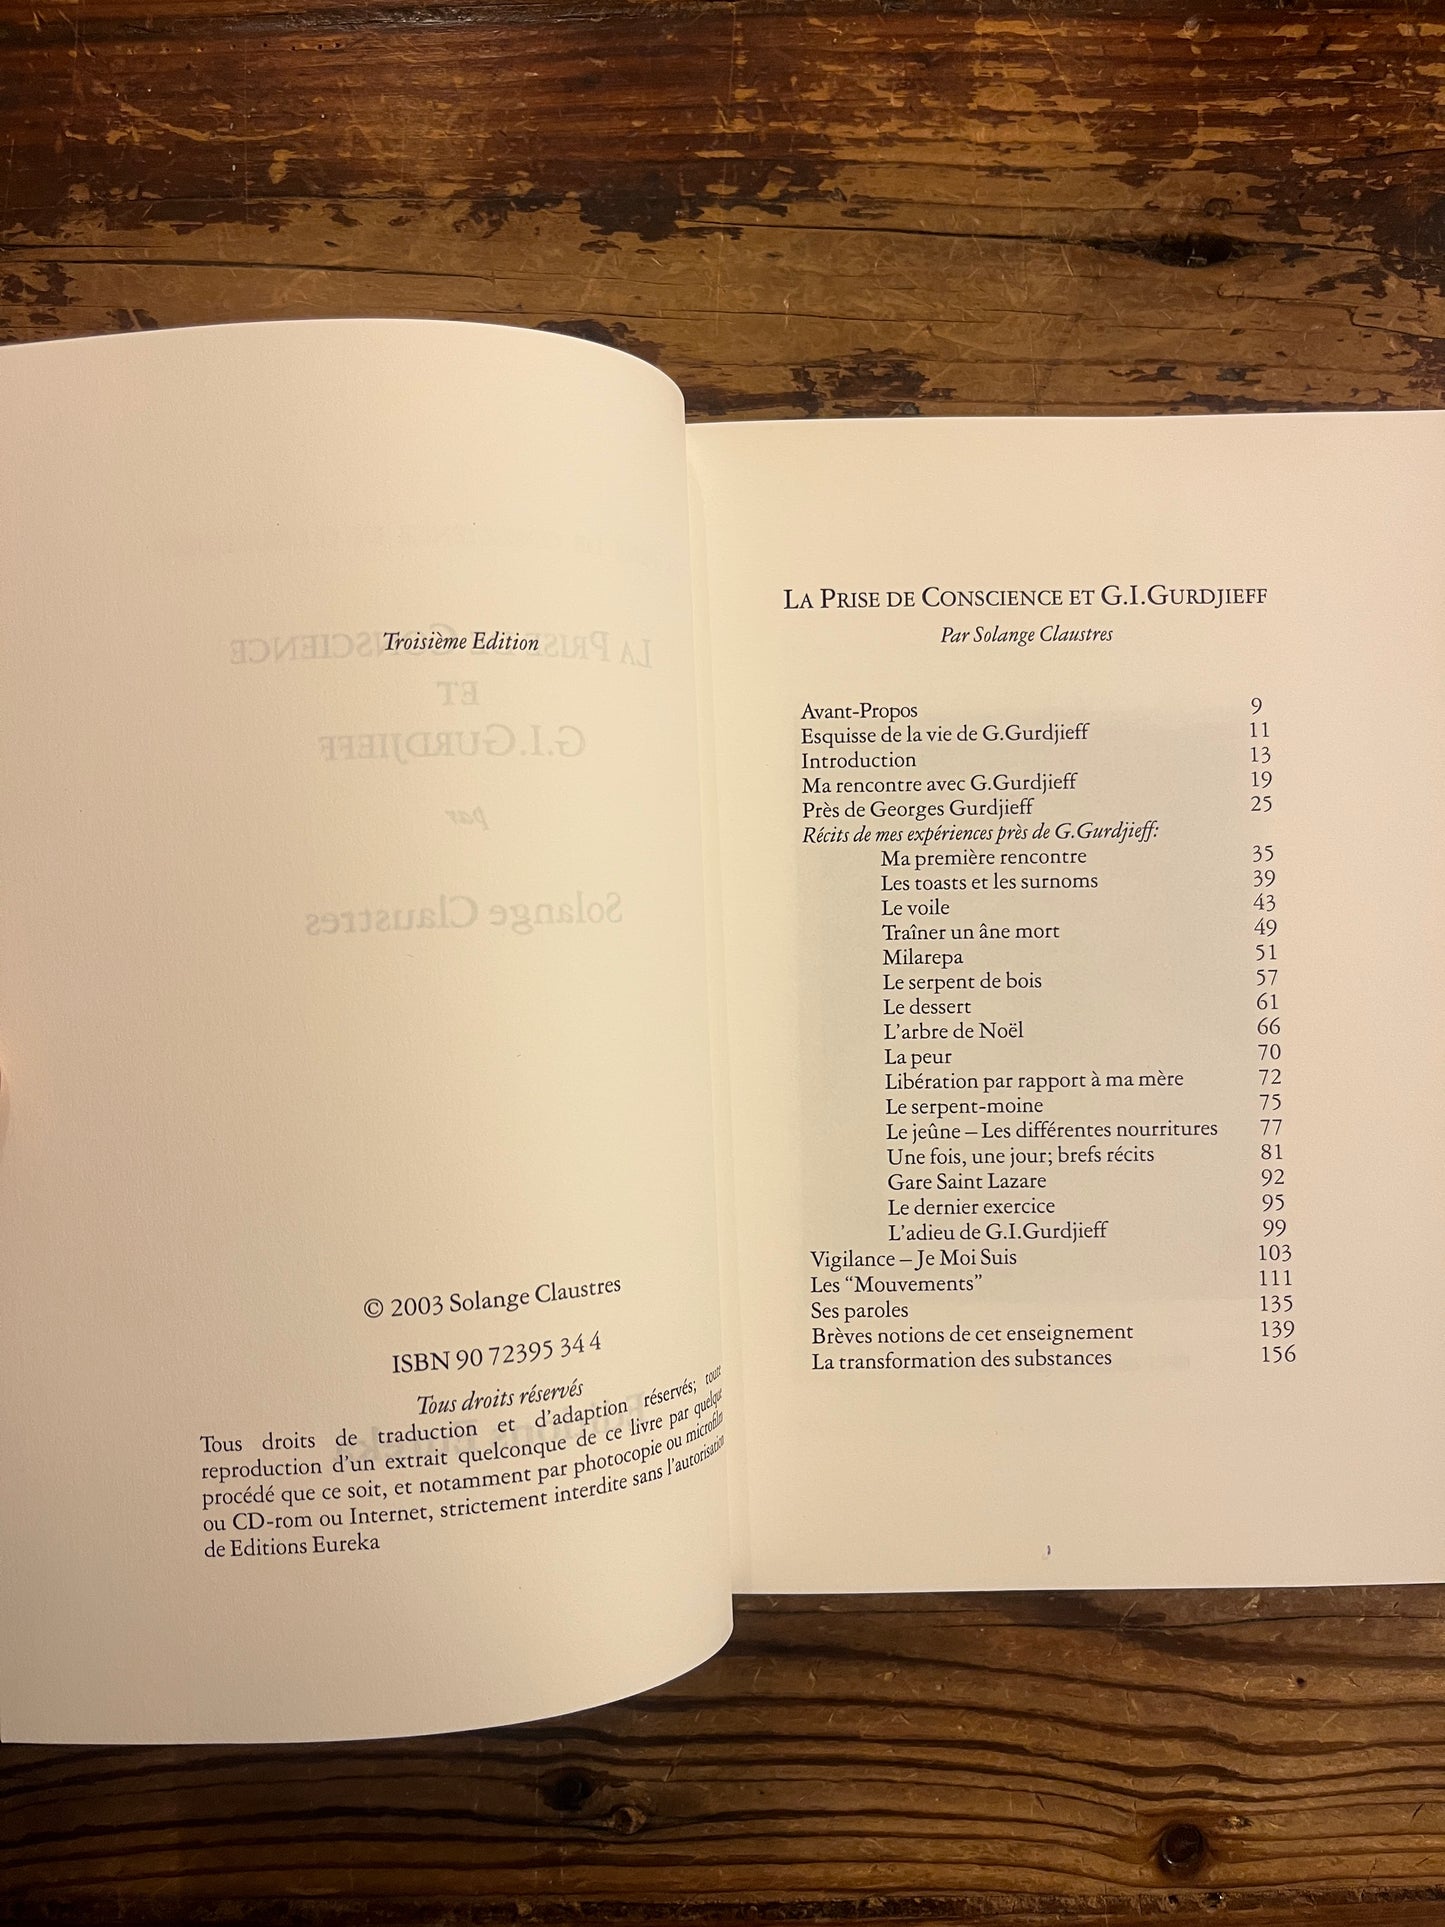 Troisième Edition
© 2003 Solange Claustres
ISBN 90 72395 34 4
Tous droits réservés
Tous droits de traduction et d'adaption réservés; toute
reproduction d'un extrait quelconque de ce livre par quelque
procédé que ce soit, et notamment par photocopie ou microfilm
ou CD-rom ou Internet, strictement interdite sans l'autorisation
de Editions Eureka
LA PRISE DE CONSCIENCE ET G.I.GURDJIEFF
Par Solange Claustres
Avant-Propos 9
Esquisse de la vie de G.Gurdjieff 11
Introduction 13
Ma rencontre avec G.Gurdjieff 19
Près de Georges Gurdjieff 25
Récits de mes expériences près de G.Gurdjieff:
Ma première rencontre 35
Les toasts et les surnoms 39
Le voile 43
Traîner un âne mort 49
Milarepa 51
Le serpent de bois 57
Le dessert 61
L'arbre de Noël 66
La peur 70
Libération par rapport à ma mère 72
Le serpent-moine 75
Le jeûne – Les différentes nourritures 77
Une fois, une jour; brefs récits 81
Gare Saint Lazare 92
Le dernier exercice 95
L'adieu de G.I.Gurdjieff 99
Vigilance – Je Moi Suis 103
Les “Mouvements” 111
Ses paroles 135
Brèves notions de cet enseignement 139
La transformation des substances 156